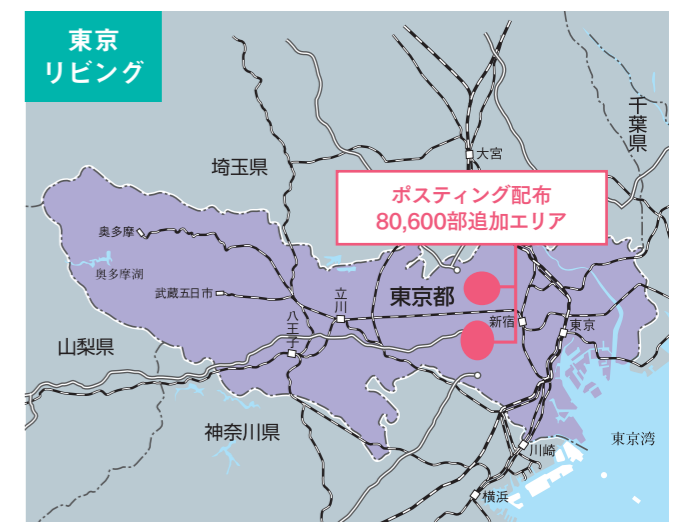 東京
リビング
千葉県
大宮
埼玉県
ポスティング配布
80,600部追加エリア
奥多摩
奥多摩湖
武蔵五日市
立川
東京都
新宿
東京
八王子
山梨県
神奈川県
川崎
東京湾
横浜